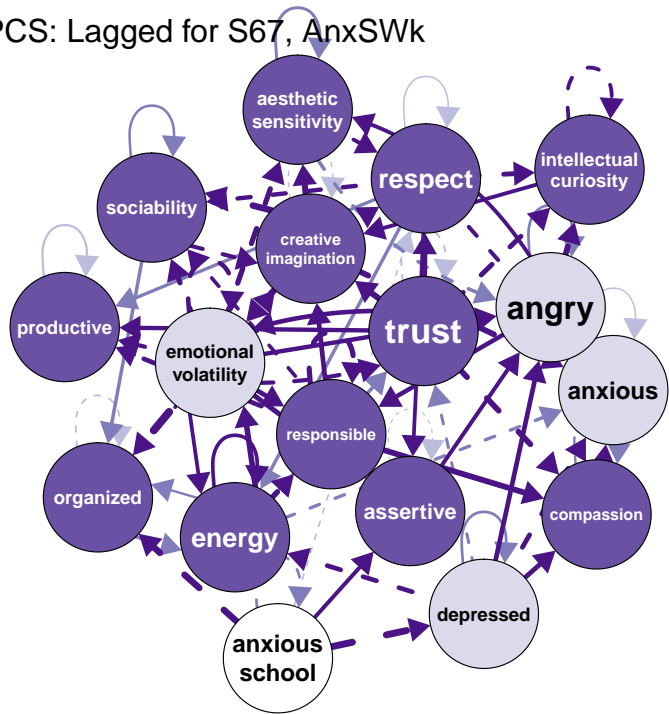 PCS: Lagged for S67, AnxSWk
aesthetic
sensitivity
respect
intellectual
curiosity
sociability
creative
imagination
angry
productive
trust
emotional
volatility
anxious
responsible
organized
energy
assertive
compassion
depressed
anxious
school